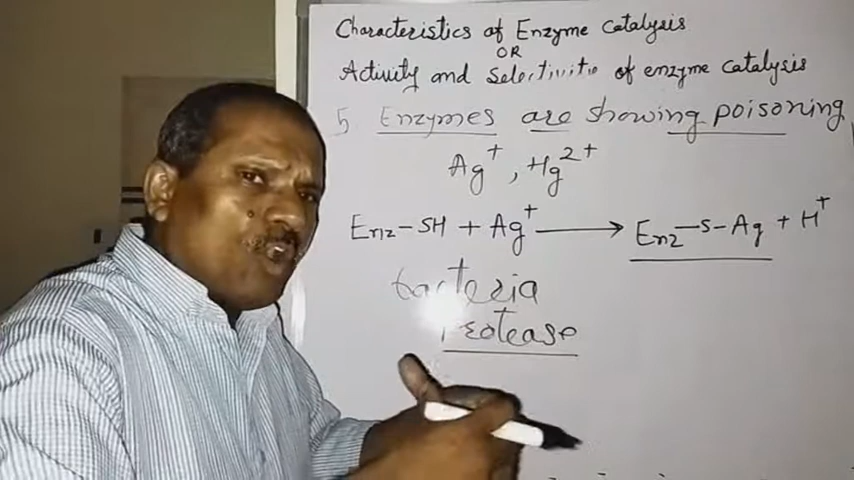 Characteristics of Enzyme Catalysis
OR
Activity and of enzyme catalysis
5 Enzymes are showing poisoning
Ag⁺, Hg²⁺
Enz-SH + Ag⁺ → Enz-S-Ag + H⁺
bacteria
Protease